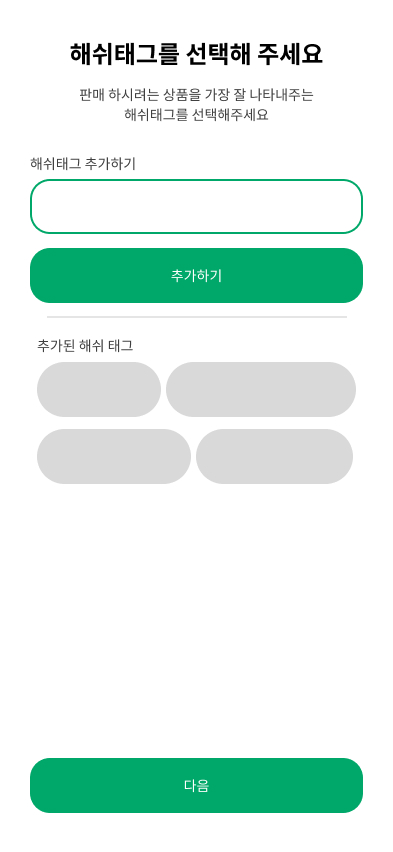 해쉬태그를 선택해 주세요
판매 하시려는 상품을 가장 잘 나타내주는
해쉬태그를 선택해주세요
해쉬태그 추가하기
추가하기
추가된 해쉬 태그
다음